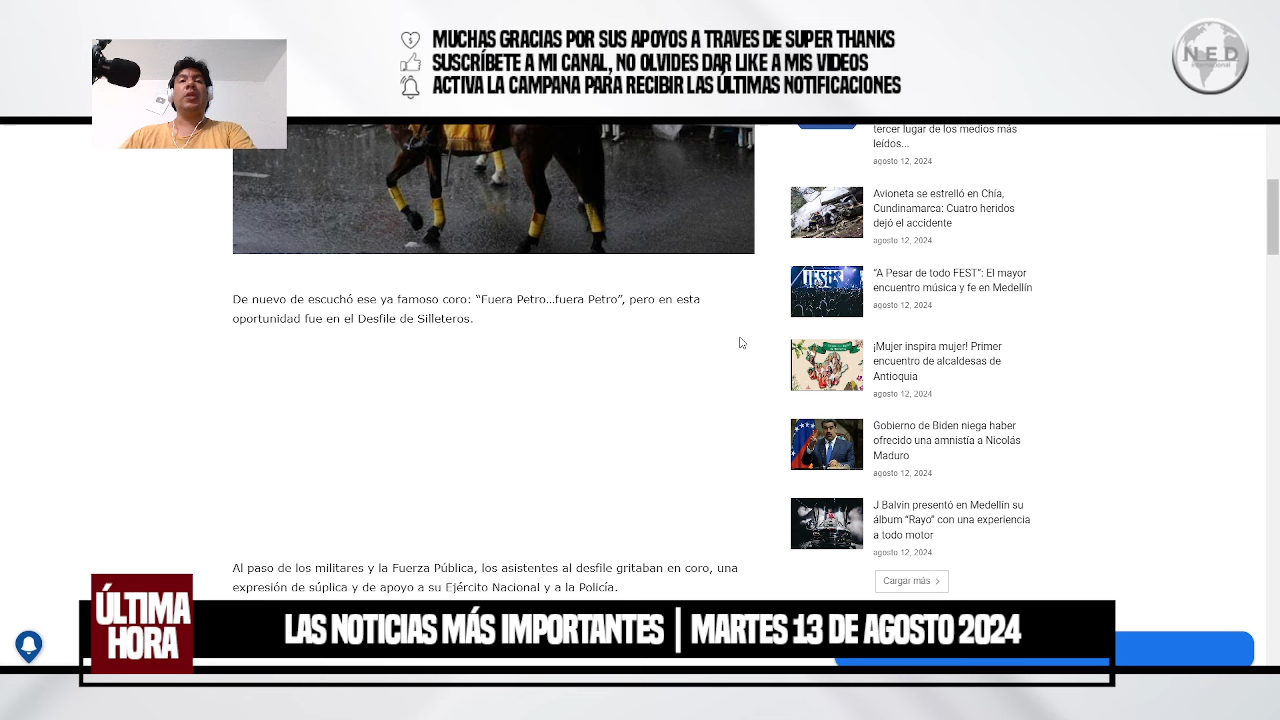 MUCHAS GRACIAS POR SUS APOYOS A TRAVES DE SUPER THANKS
SUSCRÍBETE A MI CANAL, NO OLVIDES DAR LIKE A MIS VIDEOS
ACTIVA LA CAMPANA PARA RECIBIR LAS ÚLTIMAS NOTIFICACIONES
N.E.D
International
De nuevo de escuchó ese ya famoso coro: “Fuera Petro…fuera Petro”, pero en esta
oportunidad fue en el Desfile de Silleteros.
Al paso de los militares y la Fuerza Pública, los asistentes al desfile gritaban en coro, una
expresión de súplica y de apoyo a su Ejército Nacional y a la Policía.
tercer lugar de los medios más
leídos...
agosto 12, 2024
Avioneta se estrelló en Chía,
Cundinamarca: Cuatro heridos
dejó el accidente
agosto 12, 2024
“A Pesar de todo FEST”: El mayor
encuentro música y fe en Medellín
agosto 12, 2024
¡Mujer inspira mujer! Primer
encuentro de alcaldesas de
Antioquia
agosto 12, 2024
Gobierno de Biden niega haber
ofrecido una amnistía a Nicolás
Maduro
agosto 12, 2024
J Balvin presentó en Medellín su
álbum “Rayo” con una experiencia
a todo motor
agosto 12, 2024
Cargar más
ÚLTIMA
HORA
LAS NOTICIAS MÁS IMPORTANTES | MARTES 13 DE AGOSTO 2024